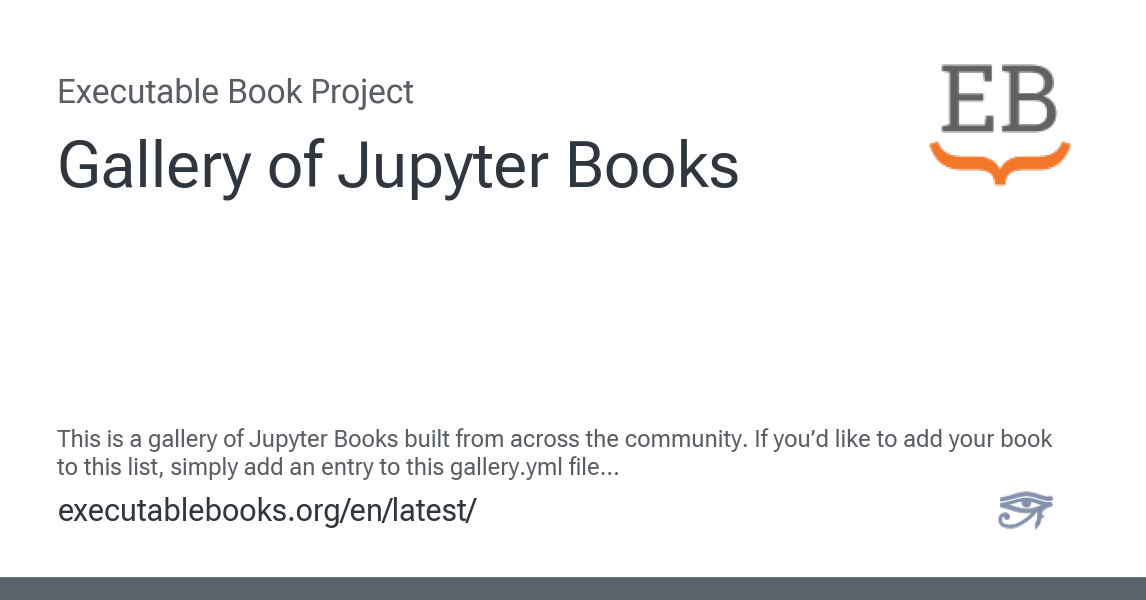 Executable Book Project
EB
Gallery of Jupyter Books
This is a gallery of Jupyter Books built from across the community. If you’d like to add your book
to this list, simply add an entry to this gallery.yml file...
executablebooks.org/en/latest/